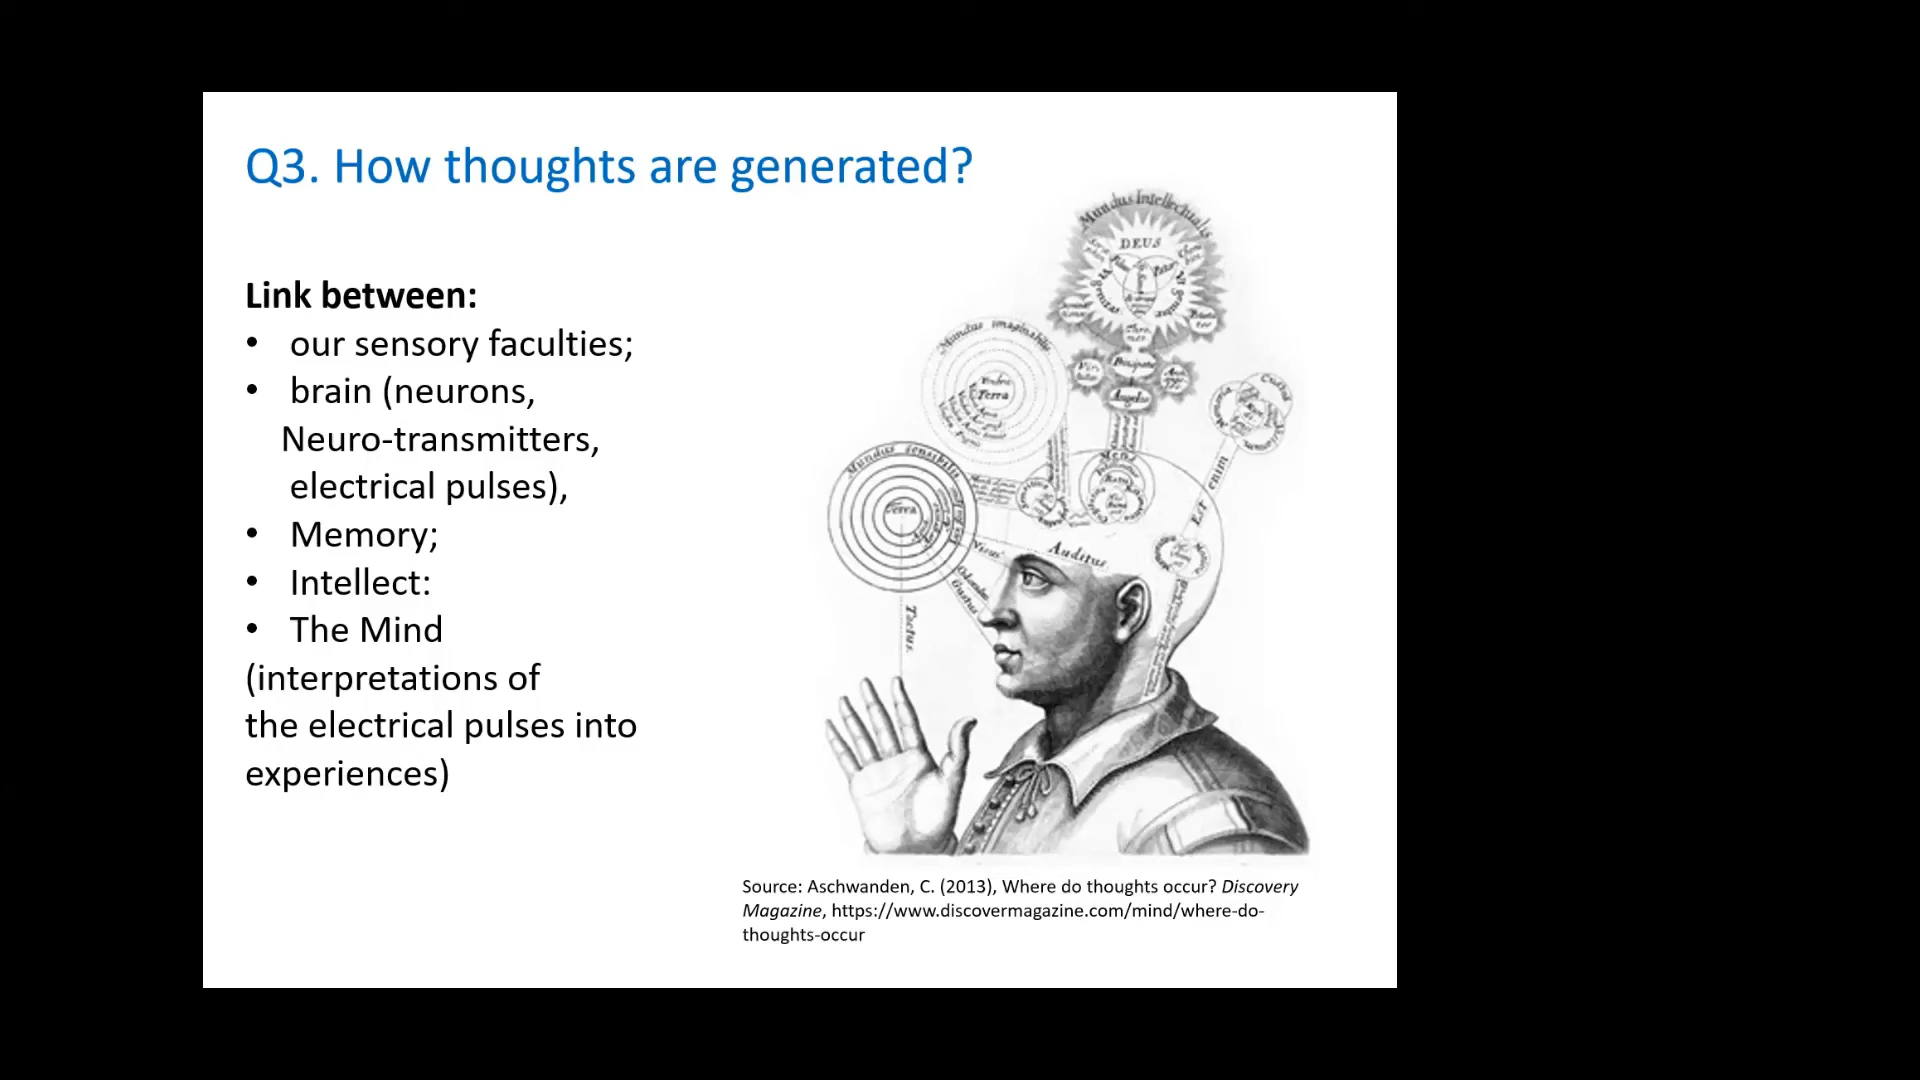 Q3. How thoughts are generated?
Link between:
• our sensory faculties;
• brain (neurons,
Neuro-transmitters,
electrical pulses),
• Memory;
• Intellect:
• The Mind
(interpretations of
the electrical pulses into
experiences)
Mundus Intellectualis
DEUS
Mundus imaginabilis
Terra
Mundus sensibilis
Terra
Visus
Auditus
Gustus
Tactus.
Est enim
Source: Aschwanden, C. (2013), Where do thoughts occur? Discovery
Magazine, https://www.discovermagazine.com/mind/where-do-
thoughts-occur